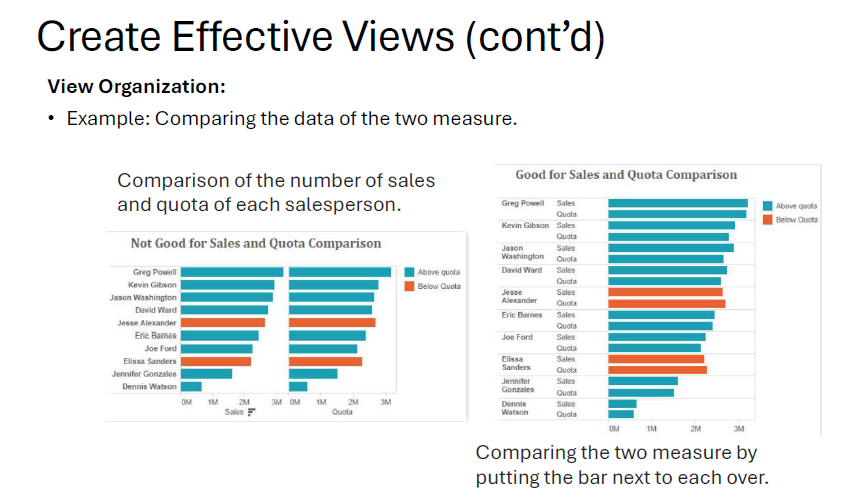 Create Effective Views (cont’d)
View Organization:
• Example: Comparing the data of the two measure.
Comparison of the number of sales
and quota of each salesperson.
Not Good for Sales and Quota Comparison
Greg Powell
Kevin Gibson
Jason Washington
David Ward
Jesse Alexander
Eric Barnes
Joe Ford
Elissa Sanders
Jennifer Gonzales
Dennis Watson
0M 1M 2M 3M 0M 1M 2M 3M
Sales Quota
Above quota
Below Quota
Good for Sales and Quota Comparison
Greg Powell Sales
Quota
Kevin Gibson Sales
Quota
Jason Sales
Washington Quota
David Ward Sales
Quota
Jesse Sales
Alexander Quota
Eric Barnes Sales
Quota
Joe Ford Sales
Quota
Elissa Sales
Sanders Quota
Jennifer Sales
Gonzales Quota
Dennis Sales
Watson Quota
0M 1M 2M 3M
Above quota
Below Quota
Comparing the two measure by
putting the bar next to each over.